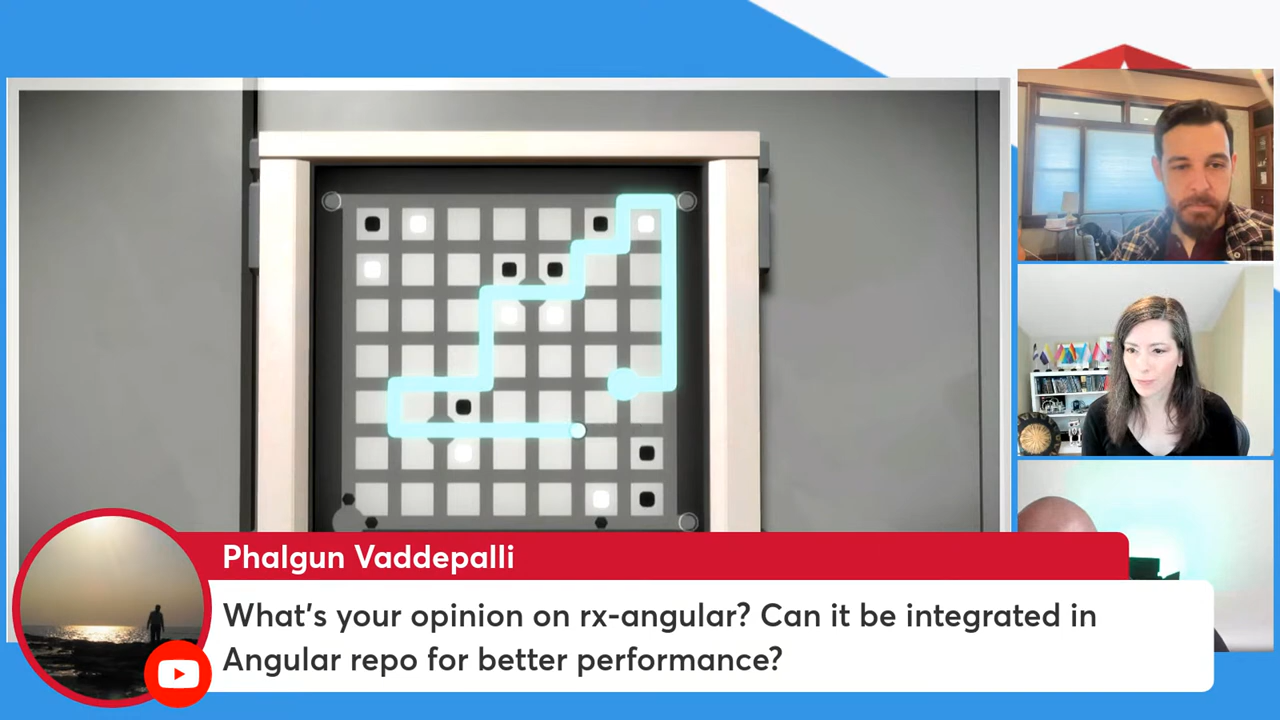 Phalgun Vaddepalli
What's your opinion on rx-angular? Can it be integrated in
Angular repo for better performance?